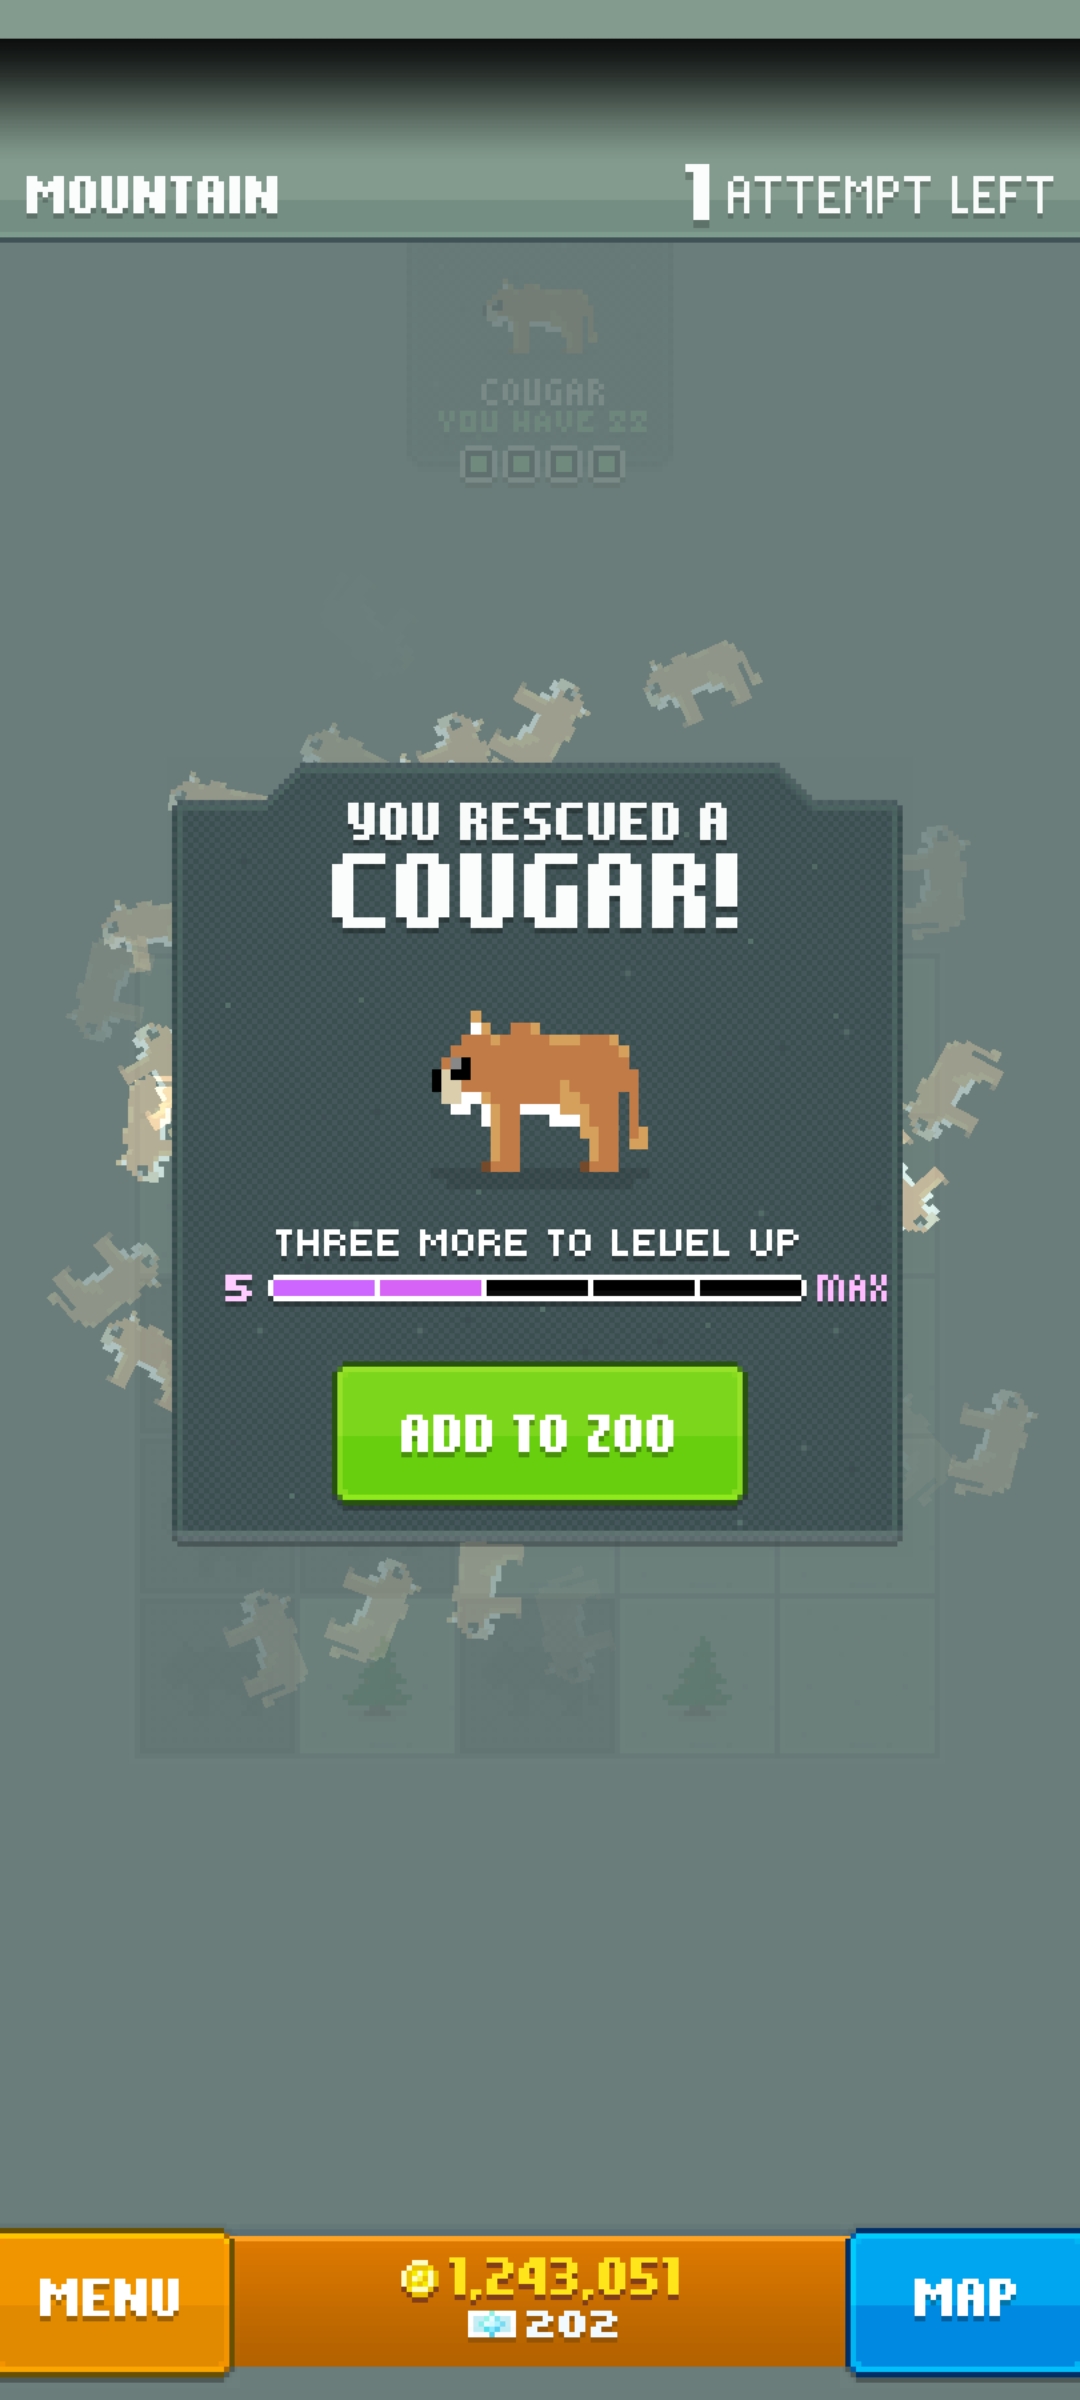 MOUNTAIN
1 ATTEMPT LEFT
COUGAR
YOU HAVE 22
YOU RESCUED A
COUGAR!
THREE MORE TO LEVEL UP
5 MAX
ADD TO ZOO
MENU
1,243,051
202
MAP